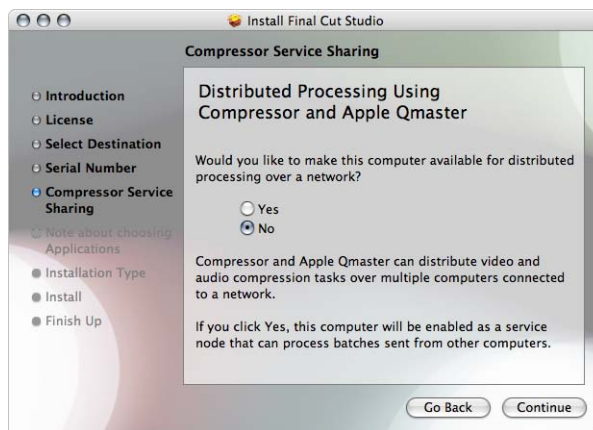 Install Final Cut Studio
Compressor Service Sharing
Introduction
License
Select Destination
Serial Number
Compressor Service
Sharing
Note about choosing
Applications
Installation Type
Install
Finish Up
Distributed Processing Using
Compressor and Apple Qmaster
Would you like to make this computer available for distributed
processing over a network?
Yes
No
Compressor and Apple Qmaster can distribute video and
audio compression tasks over multiple computers connected
to a network.
If you click Yes, this computer will be enabled as a service
node that can process batches sent from other computers.
Go Back
Continue